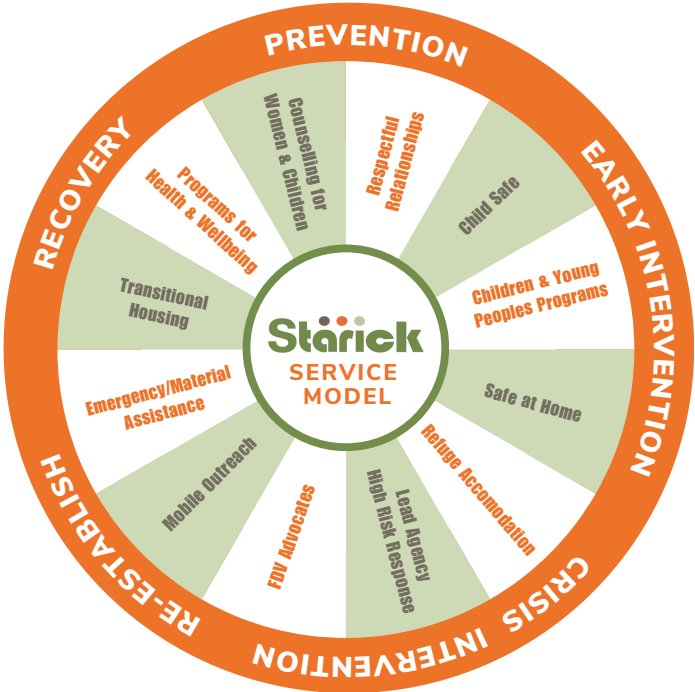 PREVENTION
EARLY INTERVENTION
CRISIS INTERVENTION
RE-ESTABLISH
RECOVERY
Respectful
Relationships
Child Safe
Children & Young
Peoples Programs
Safe at Home
Refuge Accomodation
Lead Agency
High Risk Response
FDV Advocates
Mobile Outreach
Emergency/Material
Assistance
Transitional
Housing
Programs for
Health & Wellbeing
Counselling for
Women & Children
Starick
SERVICE
MODEL